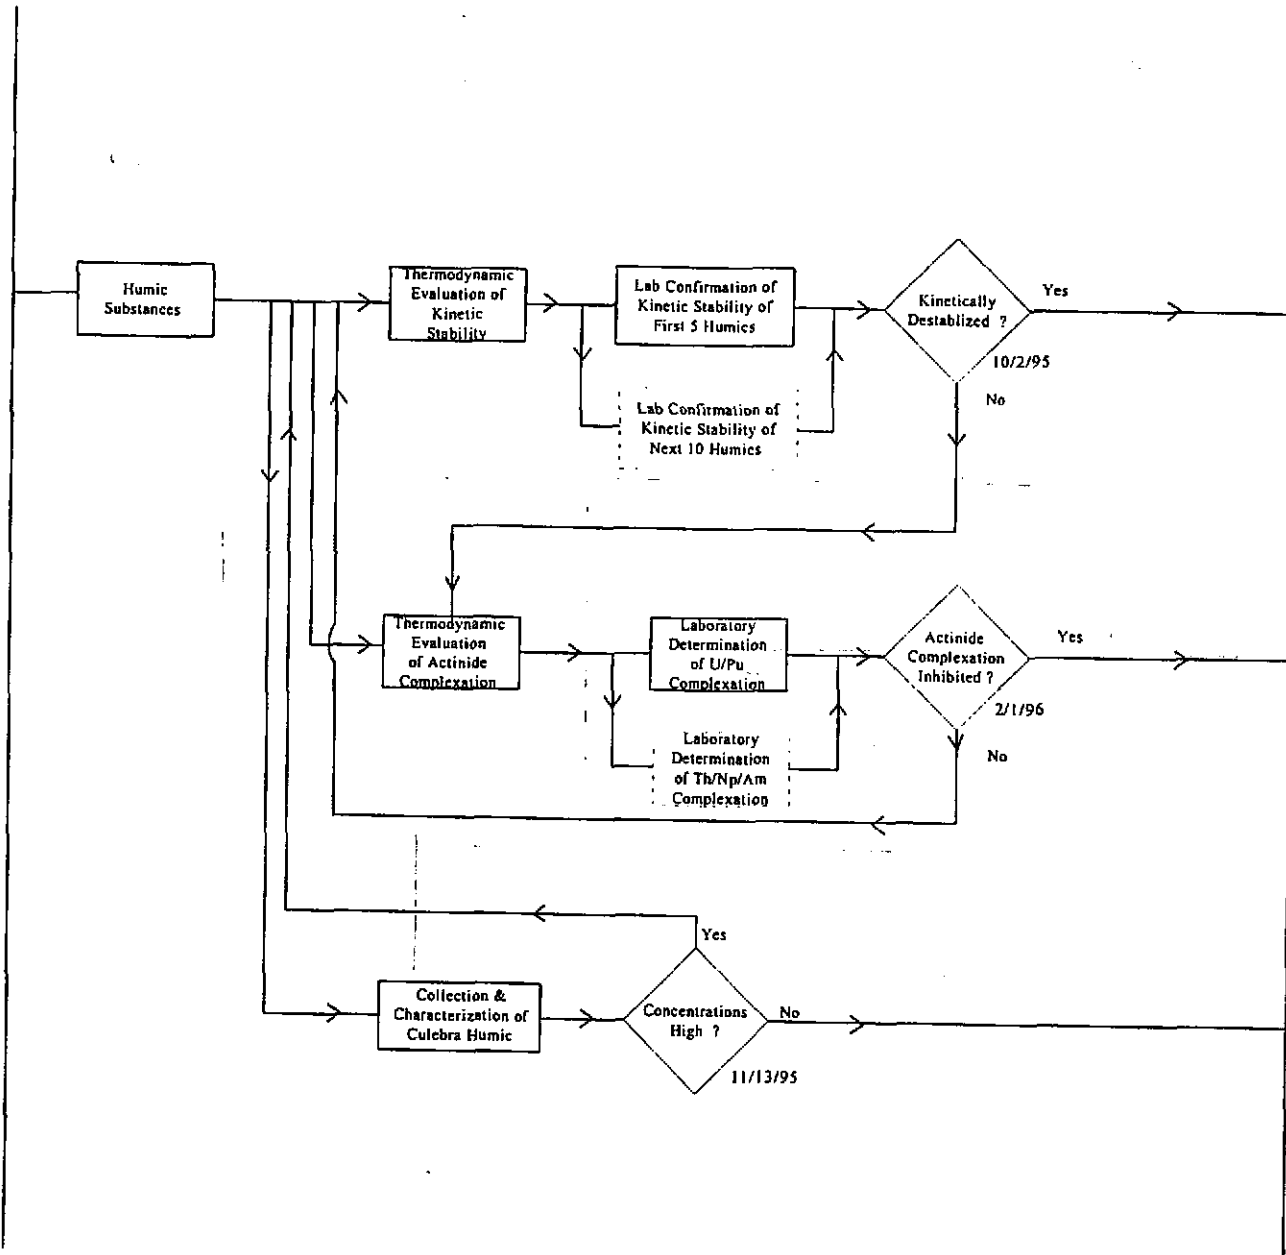 Humic
Substances
Thermodynamic
Evaluation of
Kinetic
Stability
Lab Confirmation of
Kinetic Stability of
First 5 Humics
Kinetically
Destablized ?
Yes
10/2/95
No
Lab Confirmation of
Kinetic Stability of
Next 10 Humics
Thermodynamic
Evaluation
of Actinide
Complexation
Laboratory
Determination
of U/Pu
Complexation
Actinide
Complexation
Inhibited ?
Yes
2/1/96
No
Laboratory
Determination
of Th/Np/Am
Complexation
Collection &
Characterization of
Culebra Humic
Yes
Concentrations
High ?
No
11/13/95